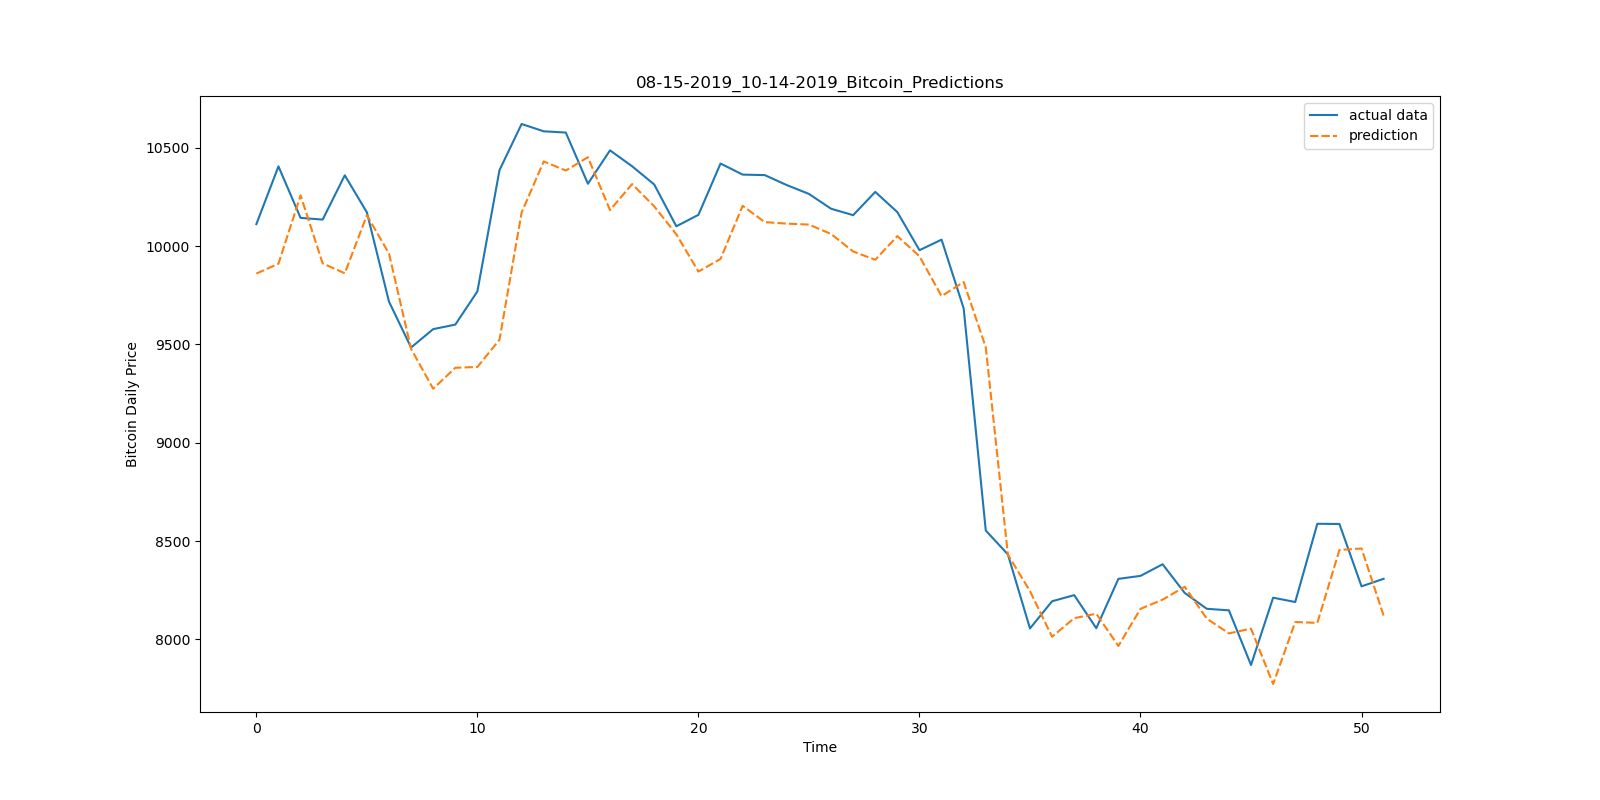 08-15-2019_10-14-2019_Bitcoin_Predictions
actual data
prediction
10500
10000
9500
9000
8500
8000
Bitcoin Daily Price
0 10 20 30 40 50
Time